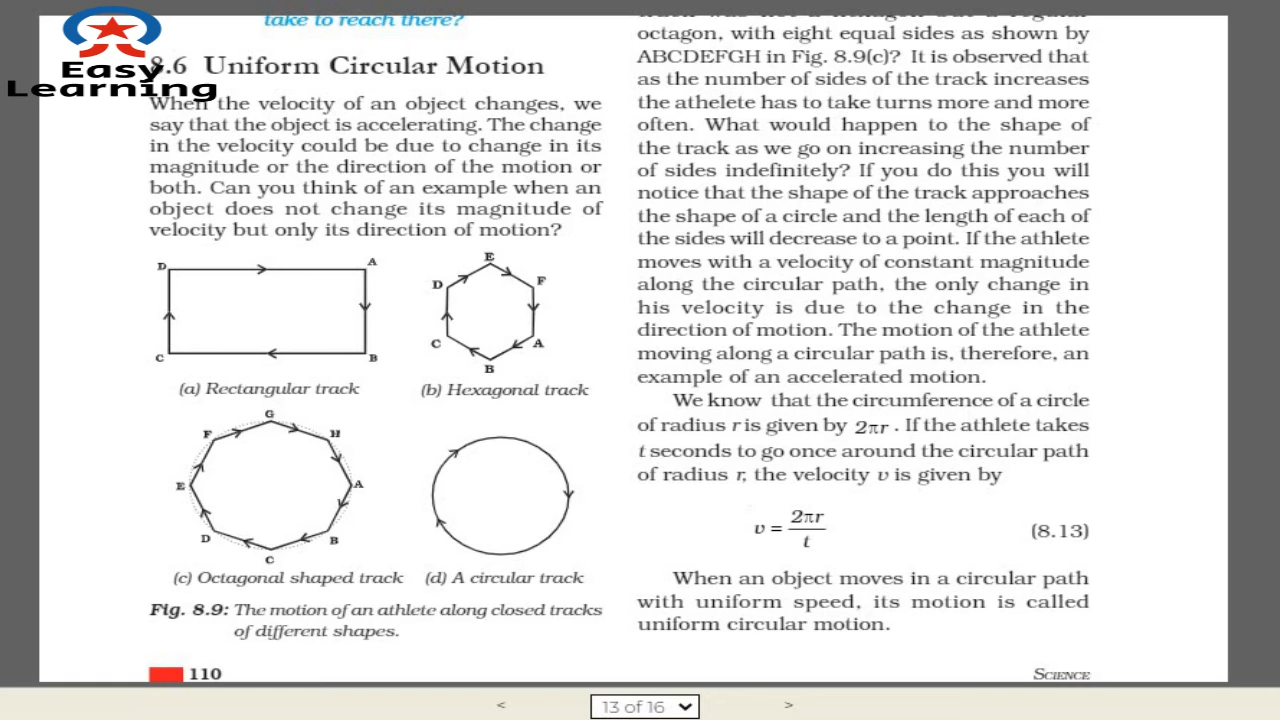 take to reach there?
Easy
Learning
8.6 Uniform Circular Motion
When the velocity of an object changes, we
say that the object is accelerating. The change
in the velocity could be due to change in its
magnitude or the direction of the motion or
both. Can you think of an example when an
object does not change its magnitude of
velocity but only its direction of motion?
D
A
C
B
(a) Rectangular track
E
D
F
C
A
B
(b) Hexagonal track
G
F
H
E
A
D
B
C
(c) Octagonal shaped track
(d) A circular track
Fig. 8.9: The motion of an athlete along closed tracks
of different shapes.
110
octagon, with eight equal sides as shown by
ABCDEFGH in Fig. 8.9(c)? It is observed that
as the number of sides of the track increases
the athelete has to take turns more and more
often. What would happen to the shape of
the track as we go on increasing the number
of sides indefinitely? If you do this you will
notice that the shape of the track approaches
the shape of a circle and the length of each of
the sides will decrease to a point. If the athlete
moves with a velocity of constant magnitude
along the circular path, the only change in
his velocity is due to the change in the
direction of motion. The motion of the athlete
moving along a circular path is, therefore, an
example of an accelerated motion.
We know that the circumference of a circle
of radius r is given by 2πr . If the athlete takes
t seconds to go once around the circular path
of radius r, the velocity v is given by
v = 2πr / t (8.13)
When an object moves in a circular path
with uniform speed, its motion is called
uniform circular motion.
SCIENCE
< 13 of 16 >